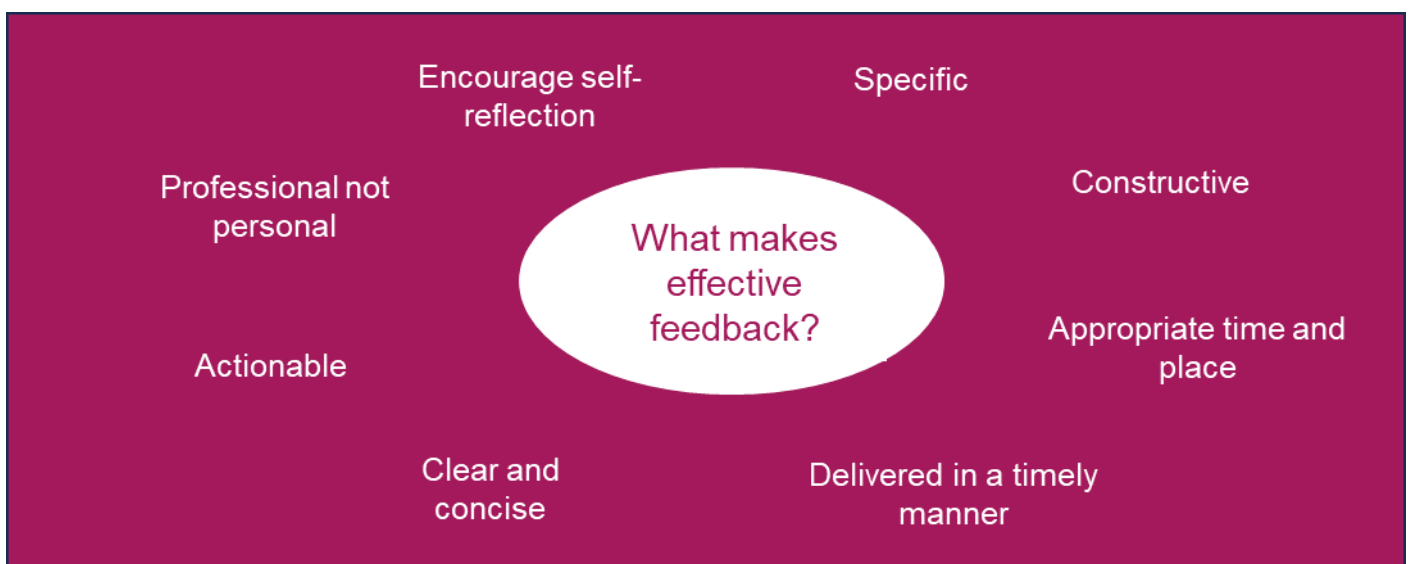 Encourage self-
reflection
Specific
Professional not
personal
Constructive
What makes
effective
feedback?
Appropriate time and
place
Actionable
Clear and
concise
Delivered in a timely
manner